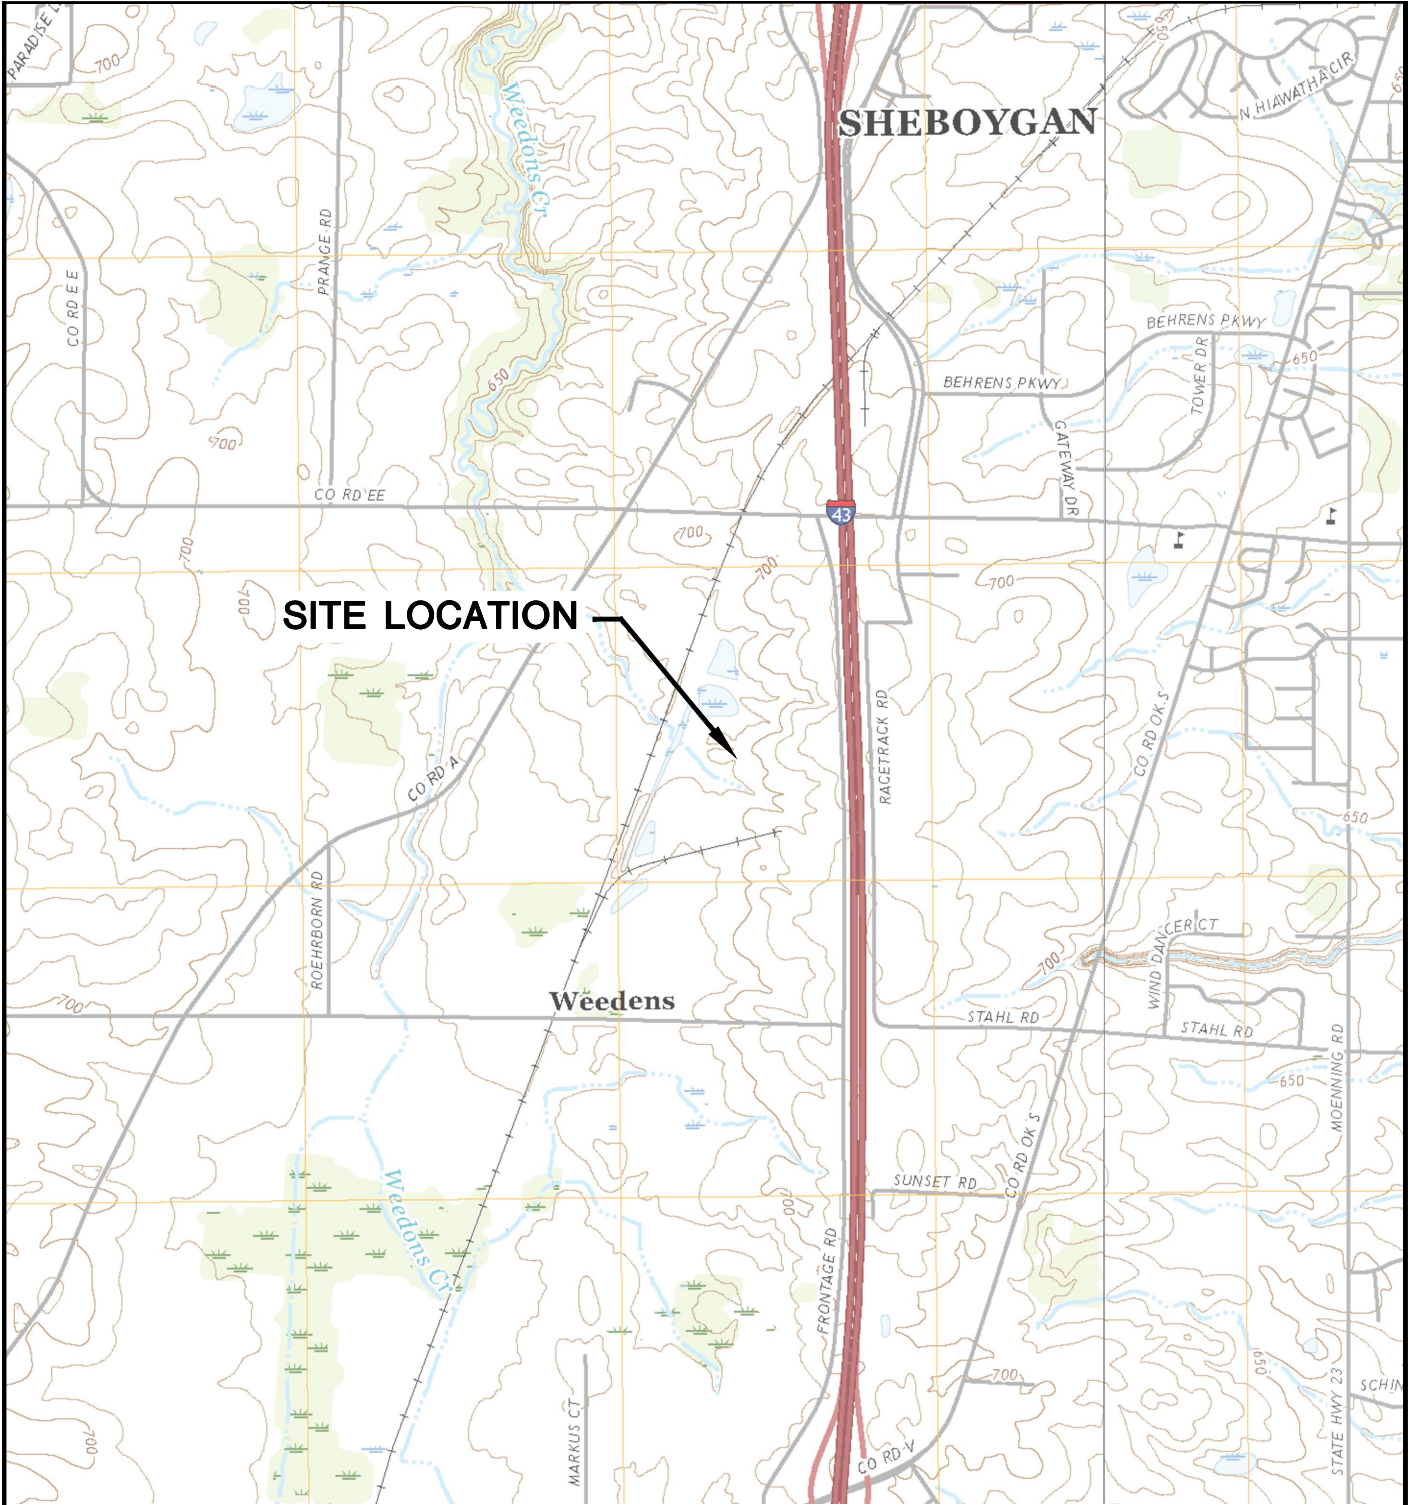 PARADISE
700
650
N HIAWATHA CIR
650
SHEBOYGAN
Weedons Cr
PRANGE RD
CO RD E E
BEHRENS PKWY
TOWER DR
650
650
BEHRENS PKWY
700
GATEWAY DR
CO RD EE
43
700
700
700
700
700
SITE LOCATION
RACETRACK RD
CO RD OK S
CO RD A
650
ROEHRBORN RD
WIND DANCER CT
700
700
Weedens
STAHL RD
STAHL RD
MOENNING RD
650
CO RD OK S
SUNSET RD
Weedons Cr
700
FRONTAGE RD
650
700
SCHIN
STATE HWY 23
MARKUS CT
700
CO RD V